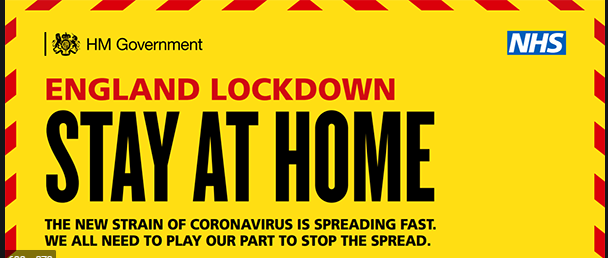 HM Government
NHS
ENGLAND LOCKDOWN
STAY AT HOME
THE NEW STRAIN OF CORONAVIRUS IS SPREADING FAST.
WE ALL NEED TO PLAY OUR PART TO STOP THE SPREAD.